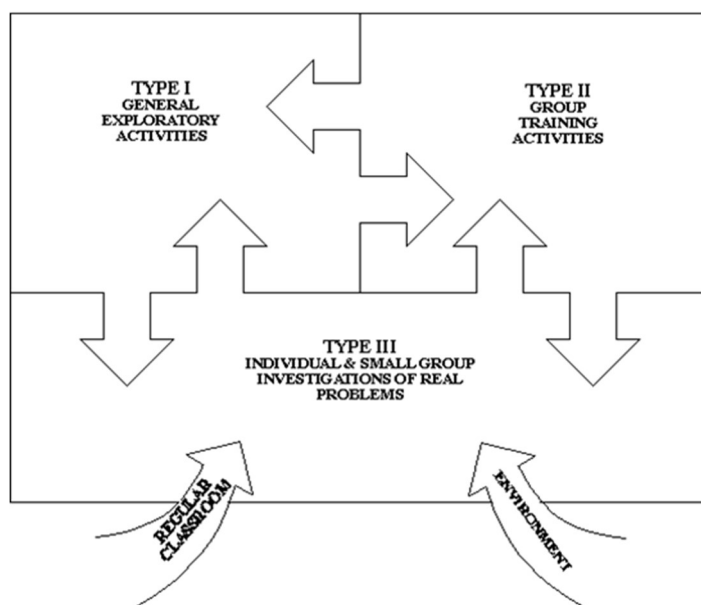 TYPE I
GENERAL
EXPLORATORY
ACTIVITIES
TYPE II
GROUP
TRAINING
ACTIVITIES
TYPE III
INDIVIDUAL & SMALL GROUP
INVESTIGATIONS OF REAL
PROBLEMS
REGULAR
CLASSROOM
ENVIRONMENT